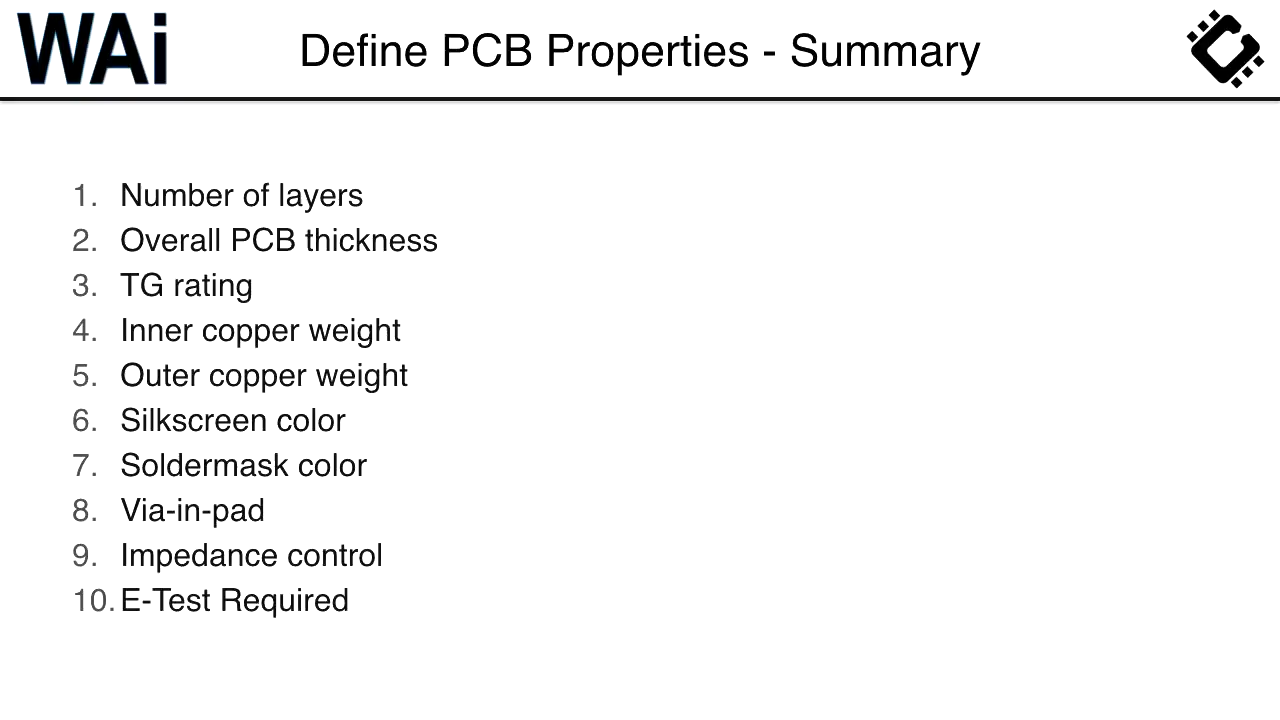 WAi
Define PCB Properties - Summary
1. Number of layers
2. Overall PCB thickness
3. TG rating
4. Inner copper weight
5. Outer copper weight
6. Silkscreen color
7. Soldermask color
8. Via-in-pad
9. Impedance control
10. E-Test Required